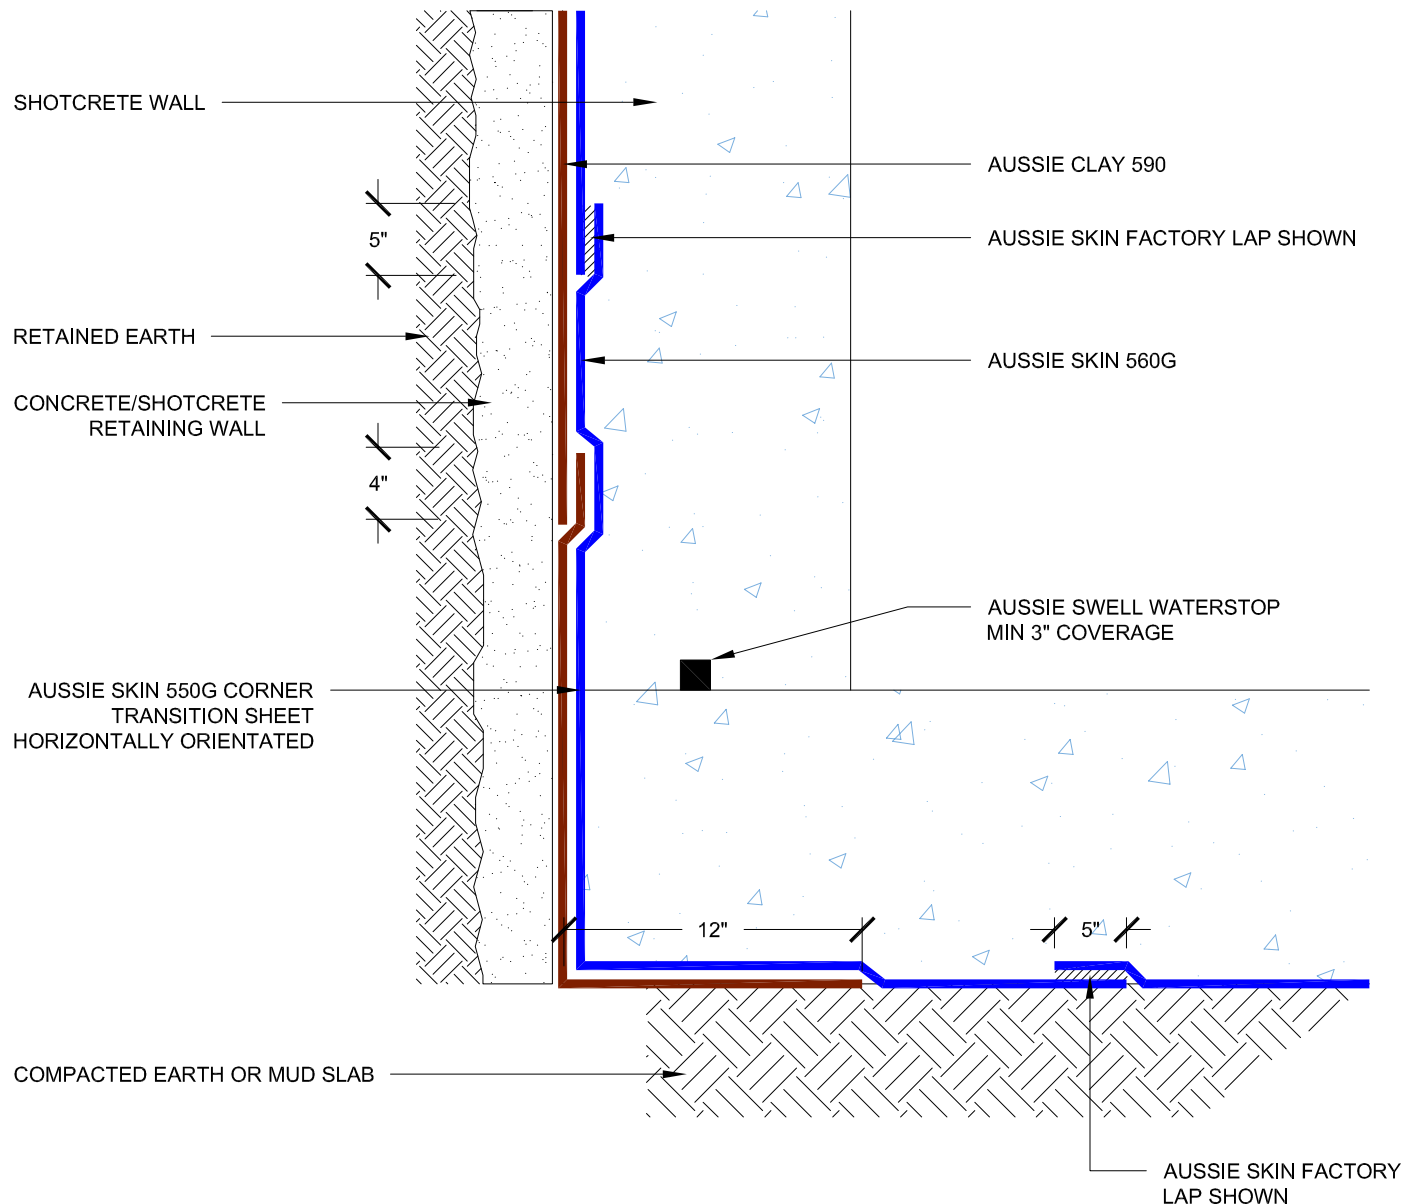 SHOTCRETE WALL
AUSSIE CLAY 590
5"
AUSSIE SKIN FACTORY LAP SHOWN
RETAINED EARTH
AUSSIE SKIN 560G
CONCRETE/SHOTCRETE
RETAINING WALL
4"
AUSSIE SWELL WATERSTOP
MIN 3" COVERAGE
AUSSIE SKIN 550G CORNER
TRANSITION SHEET
HORIZONTALLY ORIENTATED
12"
5"
COMPACTED EARTH OR MUD SLAB
AUSSIE SKIN FACTORY
LAP SHOWN